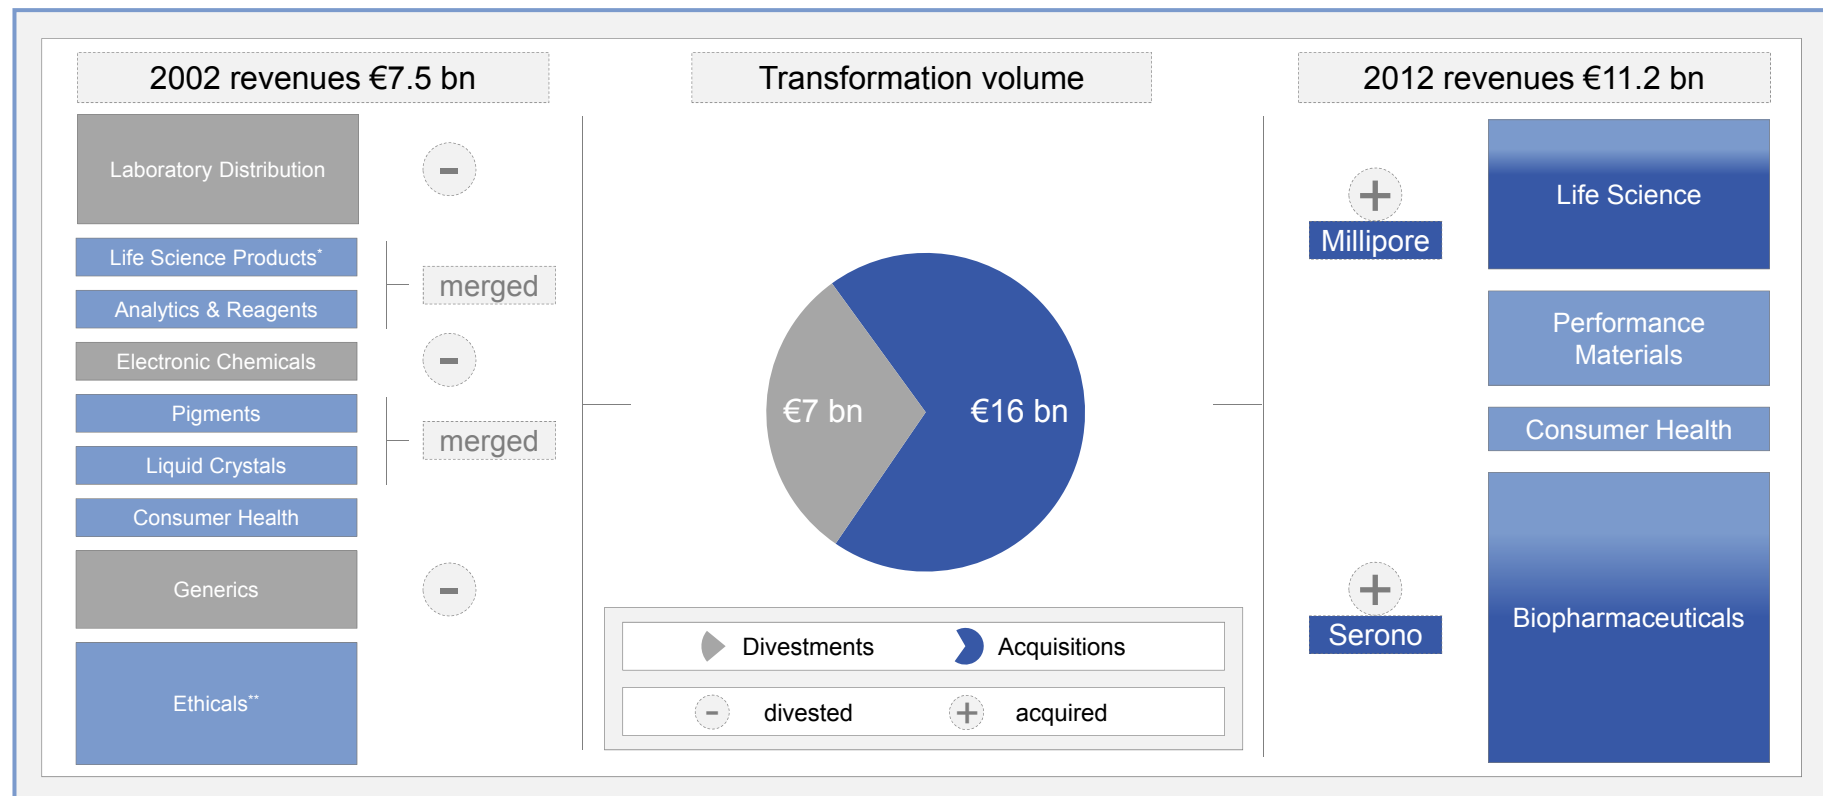 2002 revenues €7.5 bn
Laboratory Distribution
-
Life Science Products*
Analytics & Reagents
merged
Electronic Chemicals
-
Pigments
Liquid Crystals
merged
Consumer Health
Generics
-
Ethicals**
Transformation volume
€7 bn
€16 bn
Divestments
Acquisitions
- divested
+ acquired
2012 revenues €11.2 bn
+
Millipore
Life Science
Performance
Materials
Consumer Health
+
Serono
Biopharmaceuticals